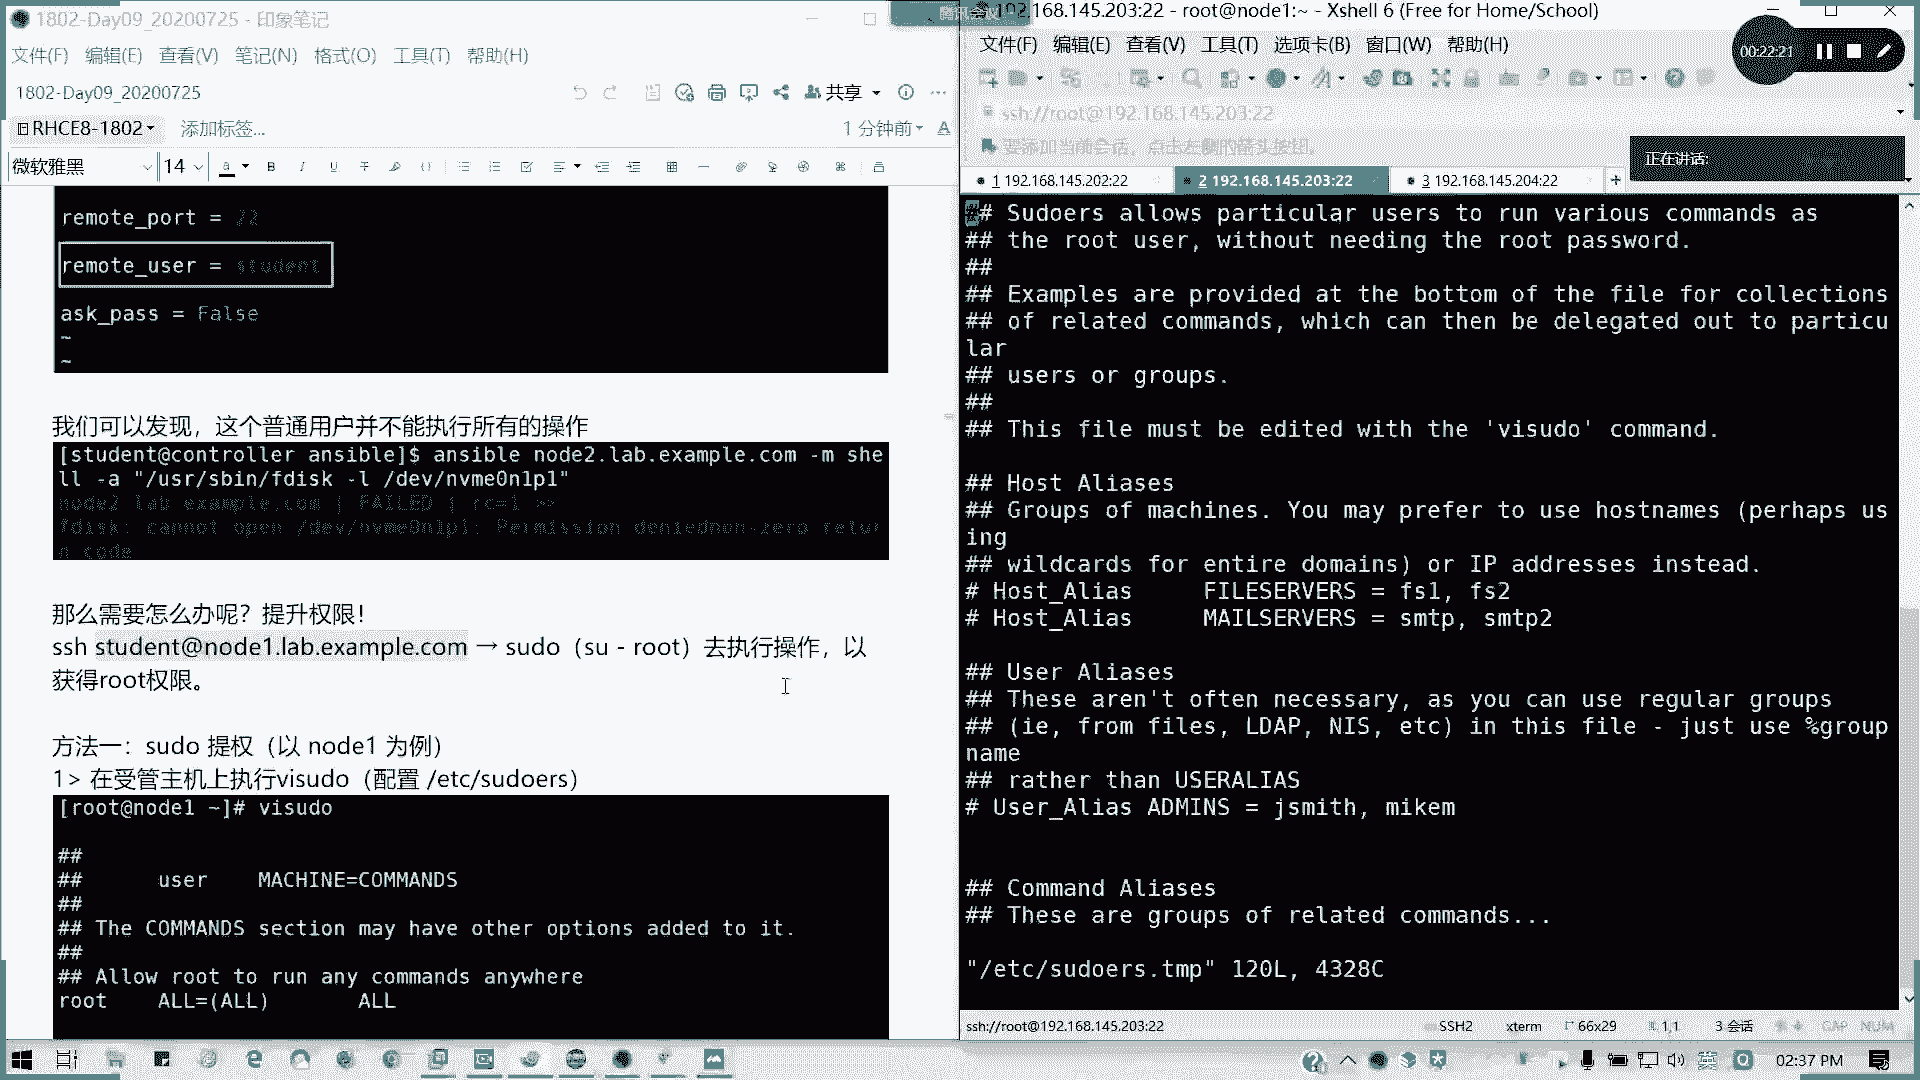 1802-Day09_20200725 - 印象笔记
文件(F) 编辑(E) 查看(V) 笔记(N) 格式(O) 工具(T) 帮助(H)
1802-Day09_20200725
共享
RHCE8-1802 添加标签...
1 分钟前
微软雅黑 14
remote_port = 22
remote_user = student
ask_pass = False
~
~
我们可以发现，这个普通用户并不能执行所有的操作
[student@controller ansible]$ ansible node2.lab.example.com -m she
ll -a "/usr/sbin/fdisk -l /dev/nvme0n1p1"
node2.lab.example.com | FAILED | rc=1 >>
fdisk: cannot open /dev/nvme0n1p1: Permission deniednon-zero retur
n code
那么需要怎么办呢？提升权限！
ssh student@node1.lab.example.com → sudo（su - root）去执行操作，以
获得root权限。
方法一：sudo 提权（以 node1 为例）
1> 在受管主机上执行visudo（配置 /etc/sudoers）
[root@node1 ~]# visudo
##
## user MACHINE=COMMANDS
##
## The COMMANDS section may have other options added to it.
##
## Allow root to run any commands anywhere
root ALL=(ALL) ALL
腾讯会议
192.168.145.203:22 - root@node1:~ - Xshell 6 (Free for Home/School)
文件(F) 编辑(E) 查看(V) 工具(T) 选项卡(B) 窗口(W) 帮助(H)
00:22:21
ssh://root@192.168.145.203:22
要添加当前会话，点击左侧的箭头按钮。
正在讲话:
1 192.168.145.202:22
2 192.168.145.203:22
3 192.168.145.204:22
## Sudoers allows particular users to run various commands as
## the root user, without needing the root password.
##
## Examples are provided at the bottom of the file for collections
## of related commands, which can then be delegated out to particu
lar
## users or groups.
##
## This file must be edited with the 'visudo' command.
## Host Aliases
## Groups of machines. You may prefer to use hostnames (perhaps us
ing
## wildcards for entire domains) or IP addresses instead.
# Host_Alias FILESERVERS = fs1, fs2
# Host_Alias MAILSERVERS = smtp, smtp2
## User Aliases
## These aren't often necessary, as you can use regular groups
## (ie, from files, LDAP, NIS, etc) in this file - just use %group
name
## rather than USERALIAS
# User_Alias ADMINS = jsmith, mikem
## Command Aliases
## These are groups of related commands...
"/etc/sudoers.tmp" 120L, 4328C
ssh://root@192.168.145.203:22 SSH2 xterm 66x29 1,1 3 会话 CAP NUM
英 02:37 PM